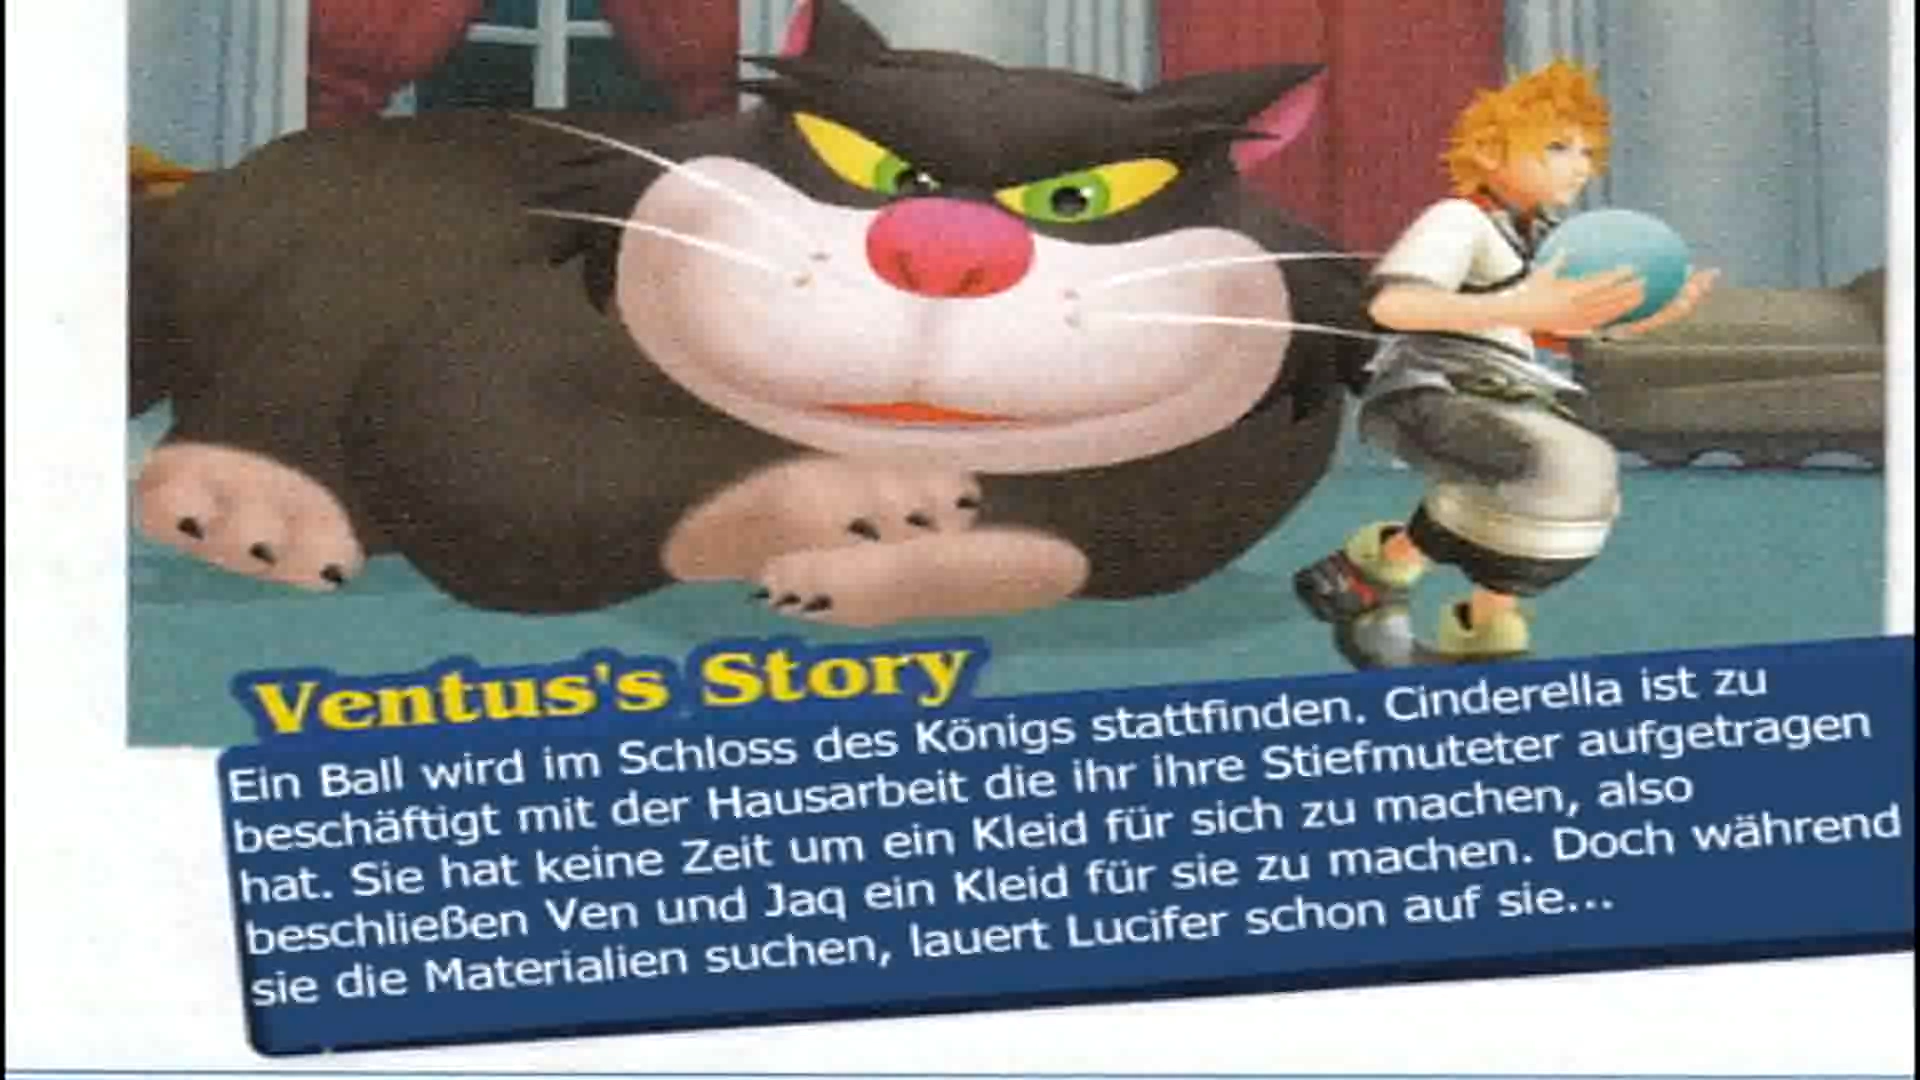 Ventus's Story
Ein Ball wird im Schloss des Königs stattfinden. Cinderella ist zu
beschäftigt mit der Hausarbeit die ihr ihre Stiefmuteter aufgetragen
hat. Sie hat keine Zeit um ein Kleid für sich zu machen, also
beschließen Ven und Jaq ein Kleid für sie zu machen. Doch während
sie die Materialien suchen, lauert Lucifer schon auf sie...